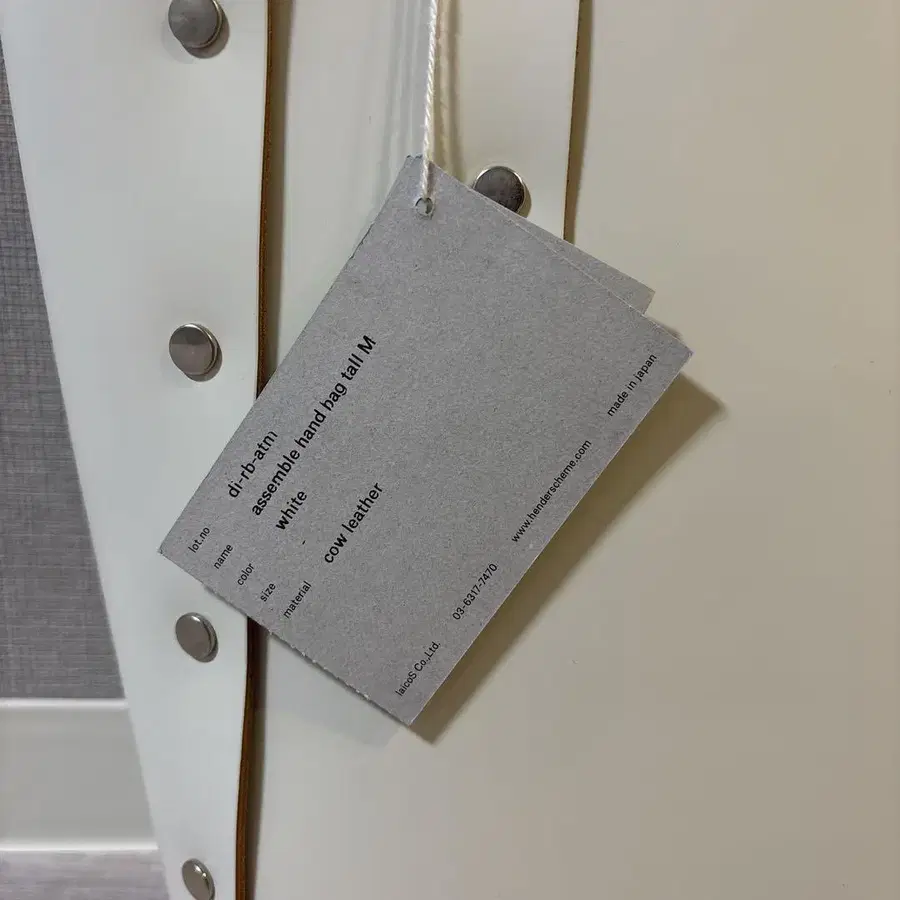 lot.no di-rb-atm
name assemble hand bag tall M
color white
size
material cow leather
laicoS Co.,Ltd. 03-6317-7470 www.henderscheme.com made in japan